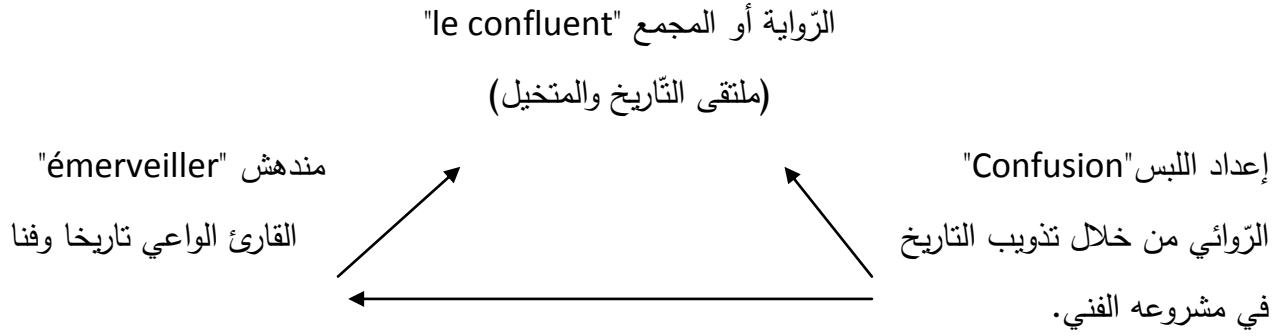 الرّواية أو المجمع "le confluent"
(ملتقى التّاريخ والمتخيل)
إعداد اللبس"Confusion"
الرّوائي من خلال تذويب التاريخ
في مشروعه الفني.
مندهش "émerveiller"
القارئ الواعي تاريخا وفنا